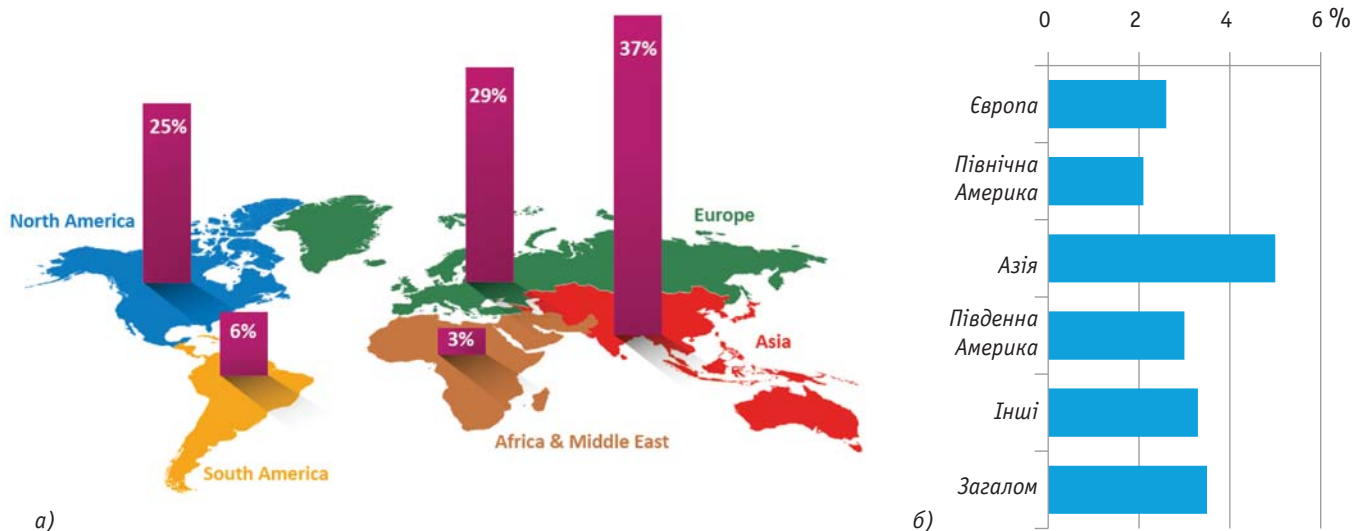 37%
29%
25%
North America
Europe
6%
3%
Asia
Africa & Middle East
South America
а)
0 2 4 6 %
Європа
Північна
Америка
Азія
Південна
Америка
Інші
Загалом
б)